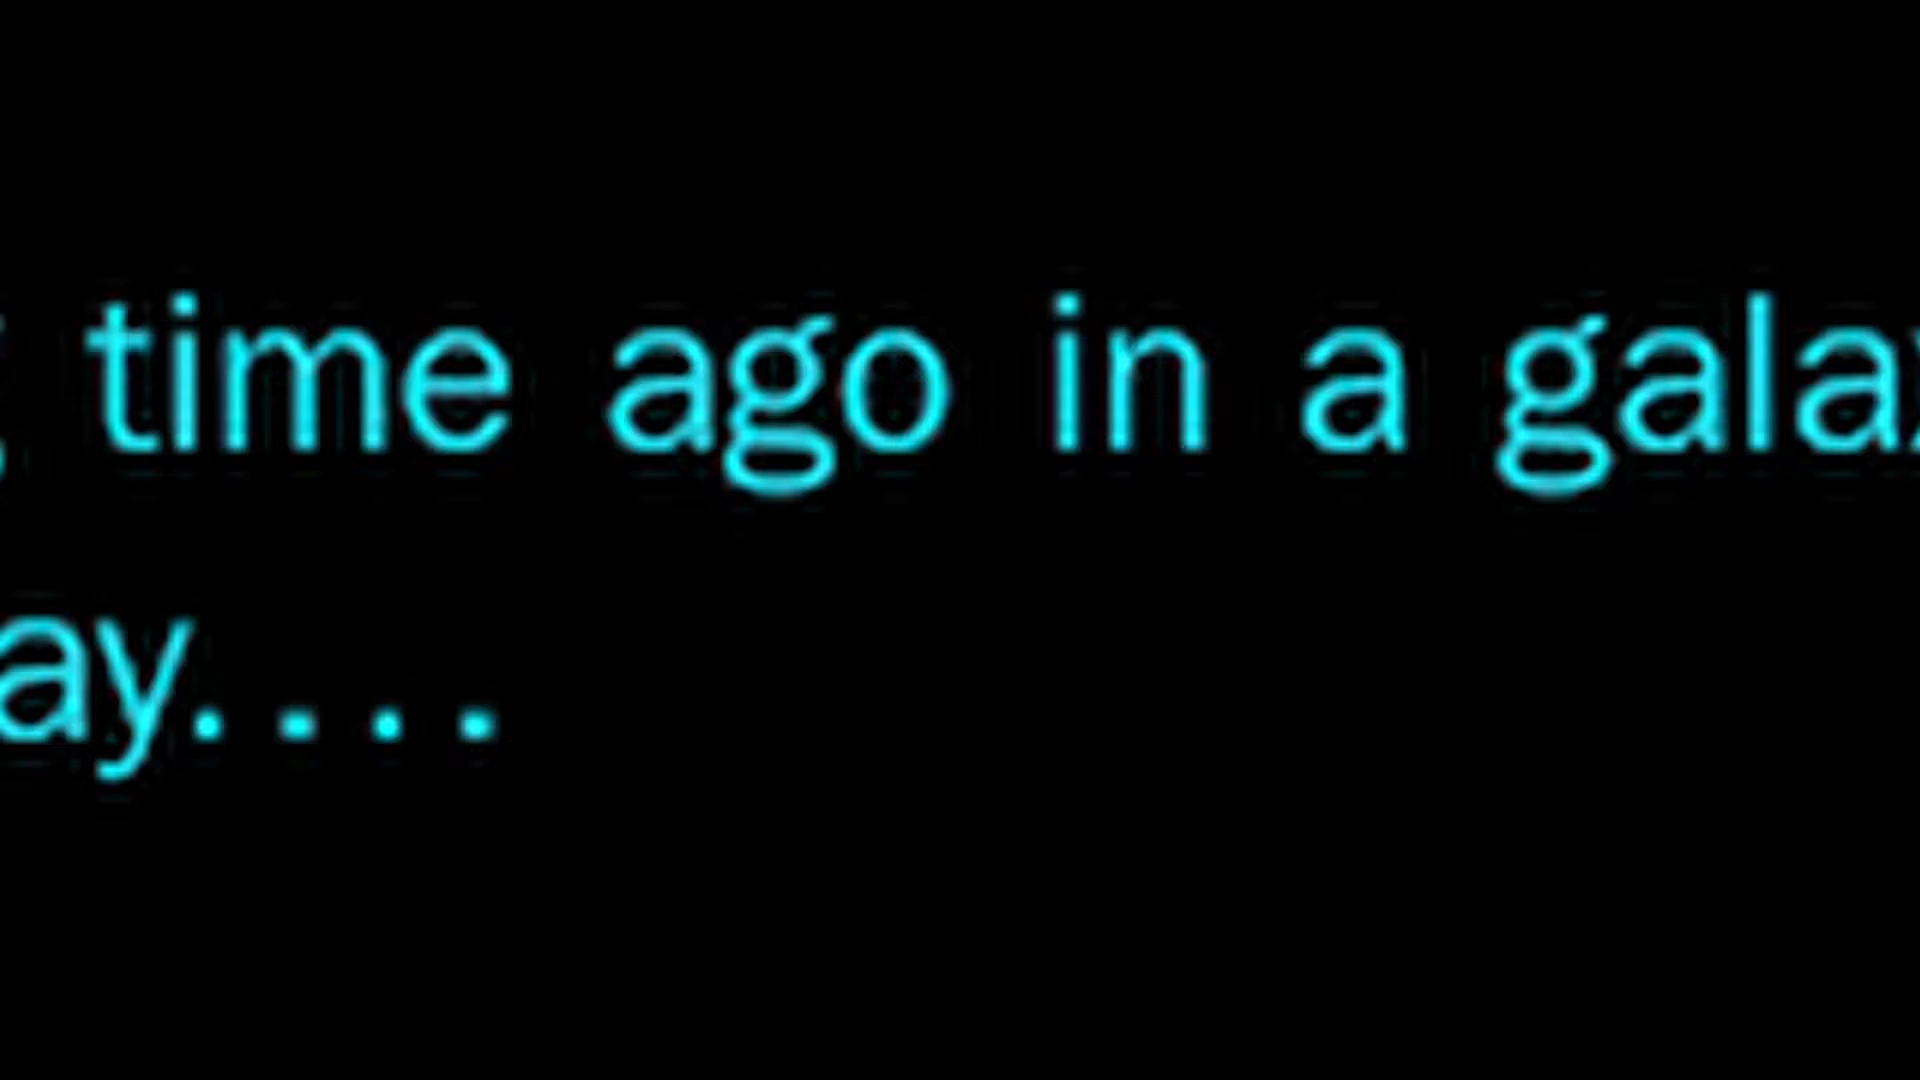 time ago in a gala
ay. . . .